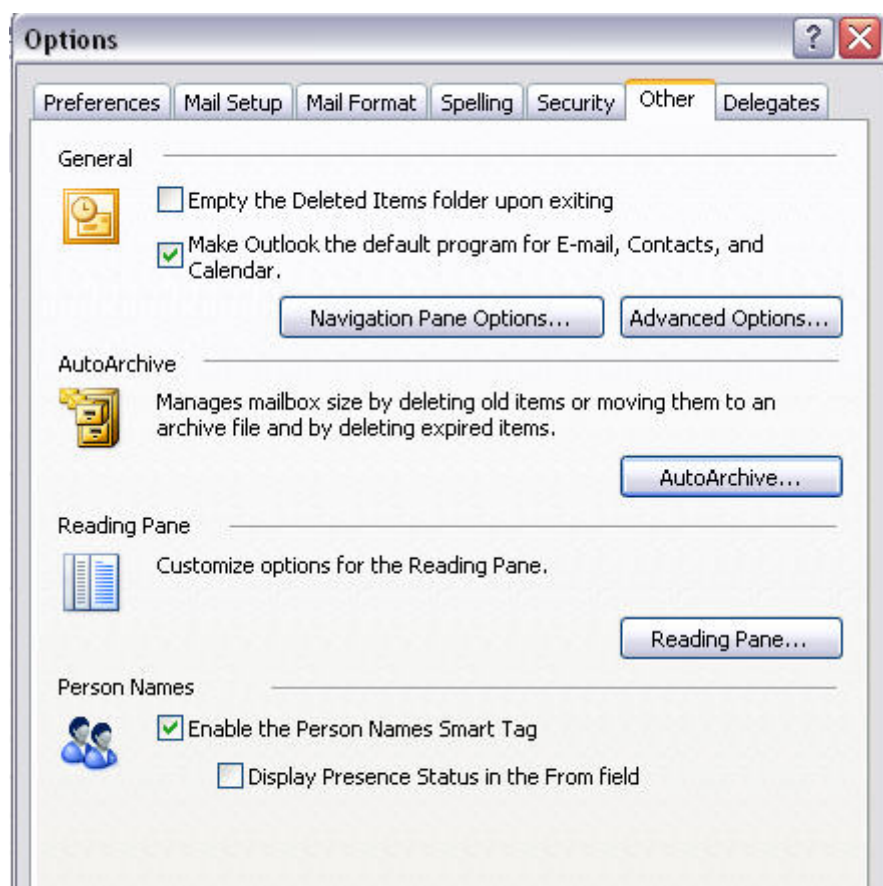 Options
Preferences Mail Setup Mail Format Spelling Security Other Delegates
General
Empty the Deleted Items folder upon exiting
Make Outlook the default program for E-mail, Contacts, and
Calendar.
Navigation Pane Options... Advanced Options...
AutoArchive
Manages mailbox size by deleting old items or moving them to an
archive file and by deleting expired items.
AutoArchive...
Reading Pane
Customize options for the Reading Pane.
Reading Pane...
Person Names
Enable the Person Names Smart Tag
Display Presence Status in the From field